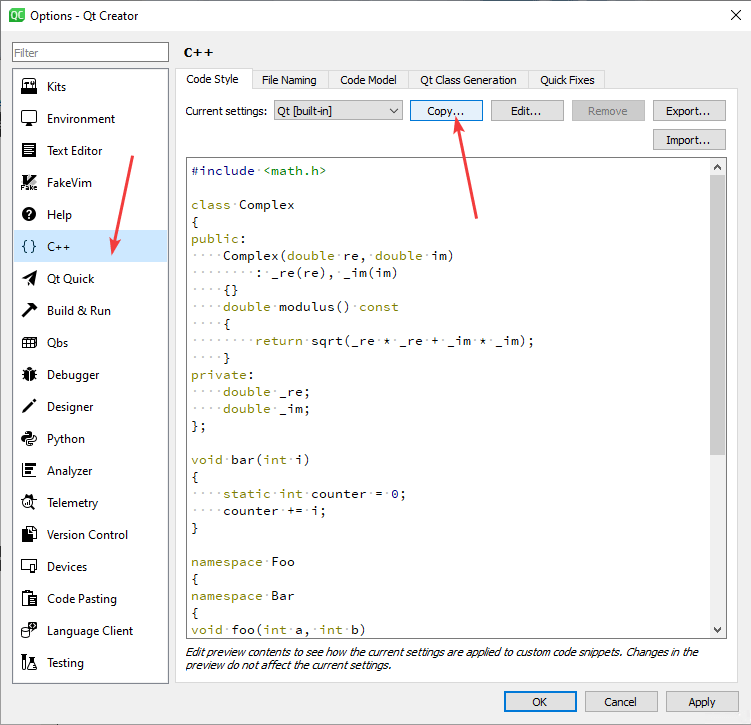 QC Options - Qt Creator
Filter
Kits
Environment
Text Editor
Fake FakeVim
Help
{} C++
Qt Quick
Build & Run
Qbs
Debugger
Designer
Python
Analyzer
Telemetry
Version Control
Devices
Code Pasting
Language Client
Testing
C++
Code Style File Naming Code Model Qt Class Generation Quick Fixes
Current settings: Qt [built-in] Copy... Edit... Remove Export...
Import...
#include <math.h>
class Complex
{
public:
    Complex(double re, double im)
        : _re(re), _im(im)
    {}
    double modulus() const
    {
        return sqrt(_re * _re + _im * _im);
    }
private:
    double _re;
    double _im;
};
void bar(int i)
{
    static int counter = 0;
    counter += i;
}
namespace Foo
{
namespace Bar
{
void foo(int a, int b)
Edit preview contents to see how the current settings are applied to custom code snippets. Changes in the
preview do not affect the current settings.
OK Cancel Apply